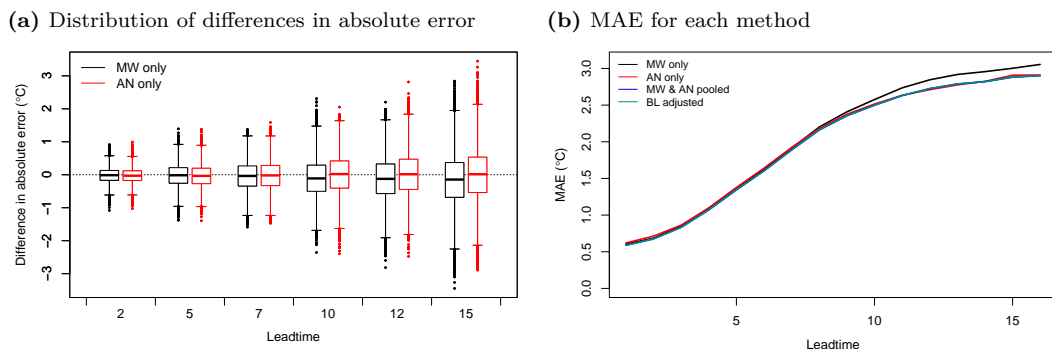 (a) Distribution of differences in absolute error
Difference in absolute error (°C)
3
2
1
0
−1
−2
−3
MW only
AN only
2 5 7 10 12 15
Leadtime
(b) MAE for each method
MAE (°C)
3.0
2.5
2.0
1.5
1.0
0.5
0.0
MW only
AN only
MW & AN pooled
BL adjusted
5 10 15
Leadtime